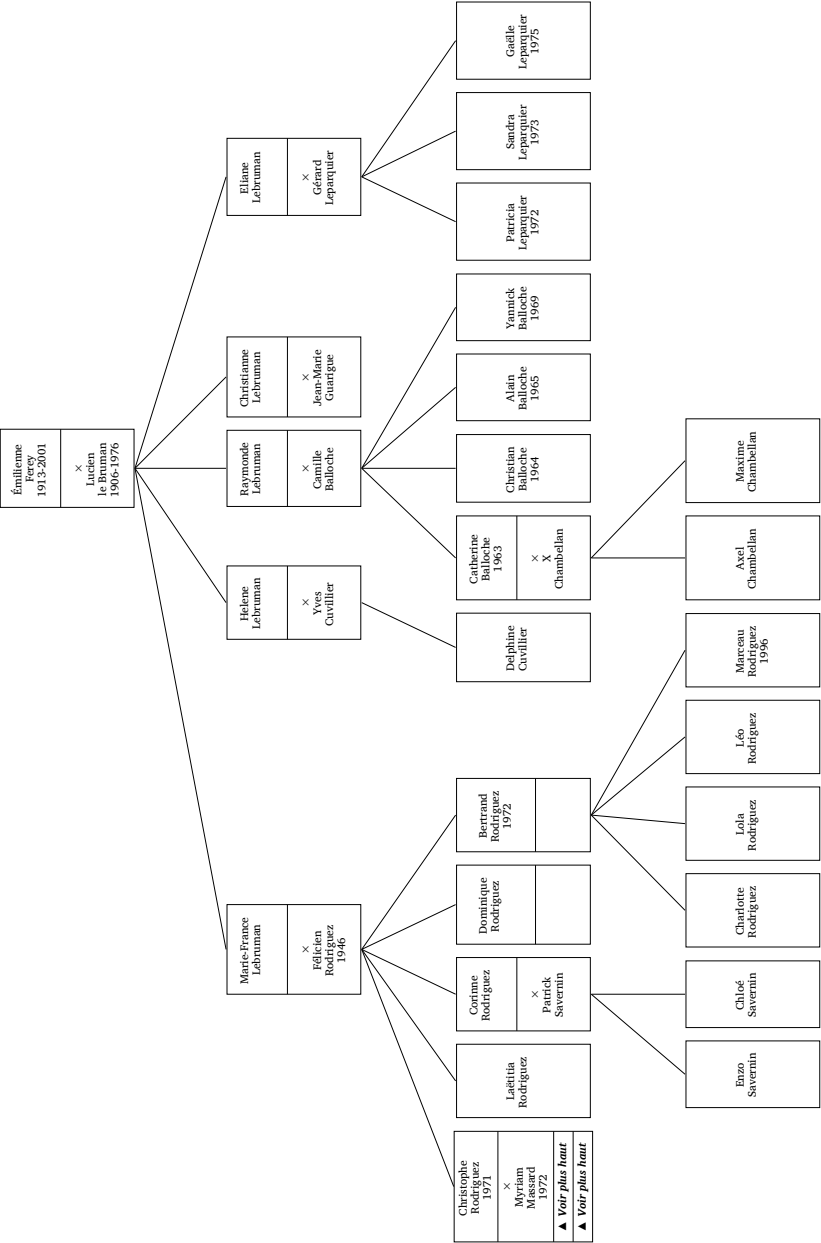 Émilienne
Ferey
1913-2001
×
Lucien
le Bruman
1906-1976
Marie-France
Lebruman
×
Félicien
Rodriguez
1946
Helene
Lebruman
×
Yves
Cuvillier
Raymonde
Lebruman
×
Camille
Balloche
Christianne
Lebruman
×
Jean-Marie
Guarigue
Eliane
Lebruman
×
Gérard
Leparquier
Christophe
Rodriguez
1971
×
Myriam
Massard
1972
▲ Voir plus haut
▲ Voir plus haut
Laëtitia
Rodriguez
Corinne
Rodriguez
×
Patrick
Savernin
Dominique
Rodriguez
Bertrand
Rodriguez
1972
Delphine
Cuvillier
Catherine
Balloche
1963
×
X
Chambellan
Christian
Balloche
1964
Alain
Balloche
1965
Yannick
Balloche
1969
Patricia
Leparquier
1972
Sandra
Leparquier
1973
Gaëlle
Leparquier
1975
Enzo
Savernin
Chloé
Savernin
Charlotte
Rodriguez
Lola
Rodriguez
Léo
Rodriguez
Marceau
Rodriguez
1996
Axel
Chambellan
Maxime
Chambellan